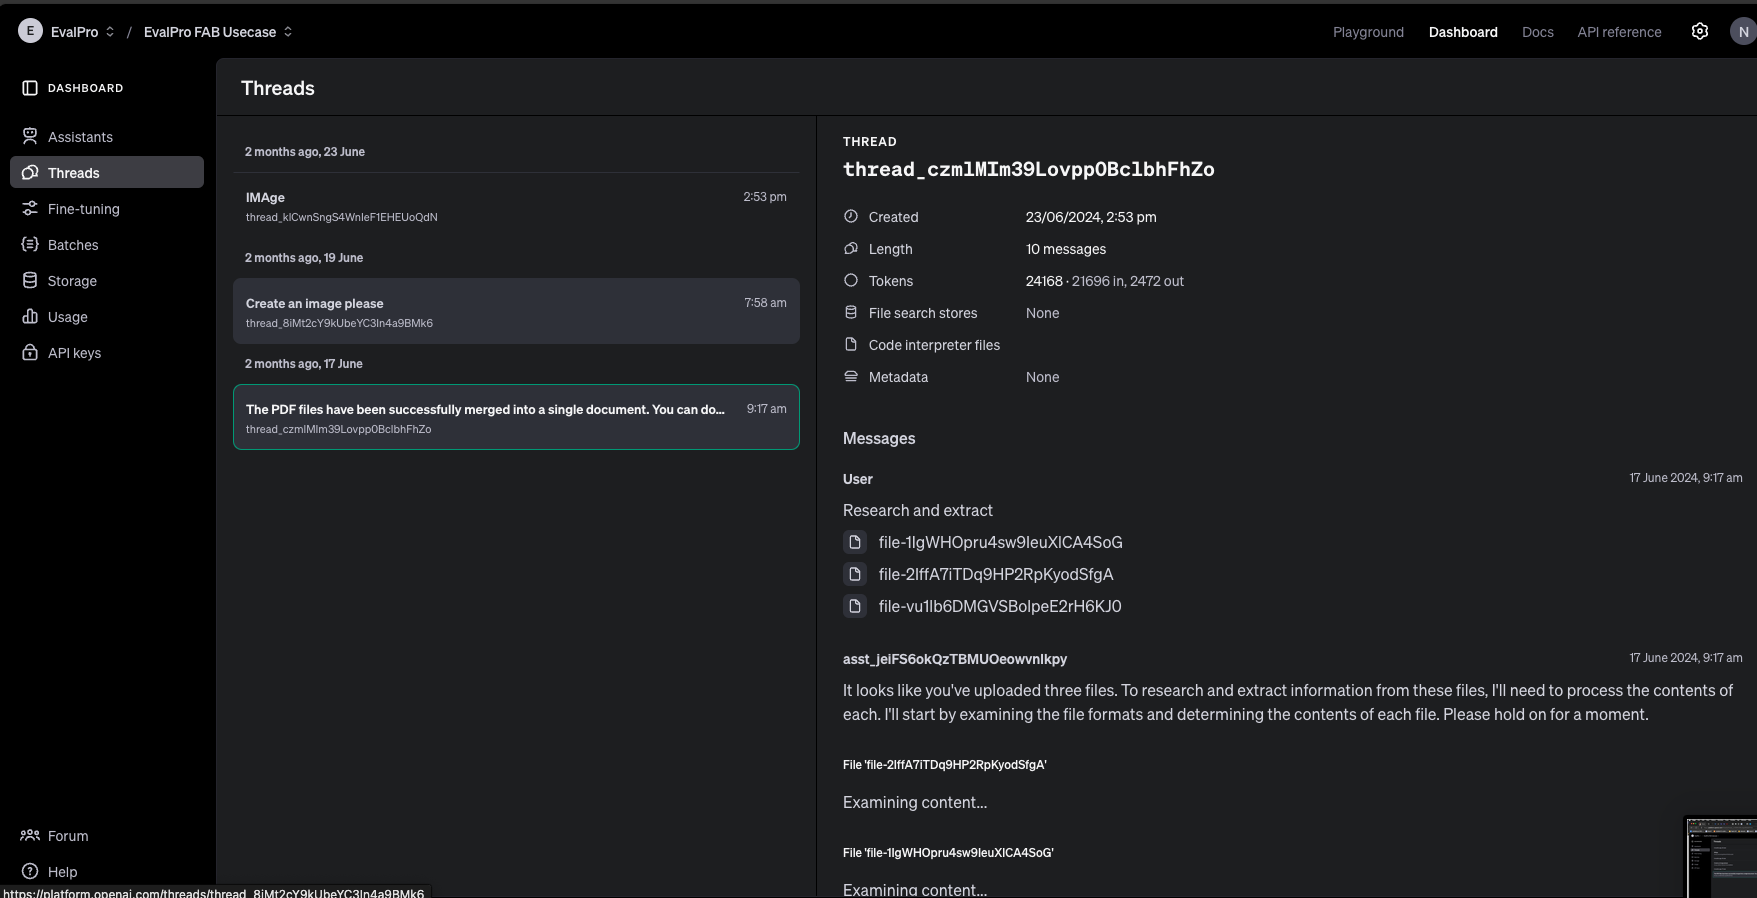 E EvalPro / EvalPro FAB Usecase
Playground Dashboard Docs API reference N
DASHBOARD
Assistants
Threads
Fine-tuning
Batches
Storage
Usage
API keys
Forum
Help
https://platform.openai.com/threads/thread_8iMt2cY9kUbeYC3In4a9BMk6
Threads
2 months ago, 23 June
IMAge 2:53 pm
thread_kICwnSngS4WnIeF1EHEUoQdN
2 months ago, 19 June
Create an image please 7:58 am
thread_8iMt2cY9kUbeYC3In4a9BMk6
2 months ago, 17 June
The PDF files have been successfully merged into a single document. You can do... 9:17 am
thread_czmlMIm39Lovpp0BclbhFhZo
THREAD
thread_czmlMIm39Lovpp0BclbhFhZo
Created 23/06/2024, 2:53 pm
Length 10 messages
Tokens 24168 · 21696 in, 2472 out
File search stores None
Code interpreter files
Metadata None
Messages
User 17 June 2024, 9:17 am
Research and extract
file-1IgWHOpru4sw9IeuXlCA4SoG
file-2IffA7iTDq9HP2RpKyodSfgA
file-vu1Ib6DMGVSBolpeE2rH6KJ0
asst_jeiFS6okQzTBMUOeowvnlkpy 17 June 2024, 9:17 am
It looks like you've uploaded three files. To research and extract information from these files, I'll need to process the contents of
each. I'll start by examining the file formats and determining the contents of each file. Please hold on for a moment.
File 'file-2IffA7iTDq9HP2RpKyodSfgA'
Examining content...
File 'file-1IgWHOpru4sw9IeuXlCA4SoG'
Examining content...